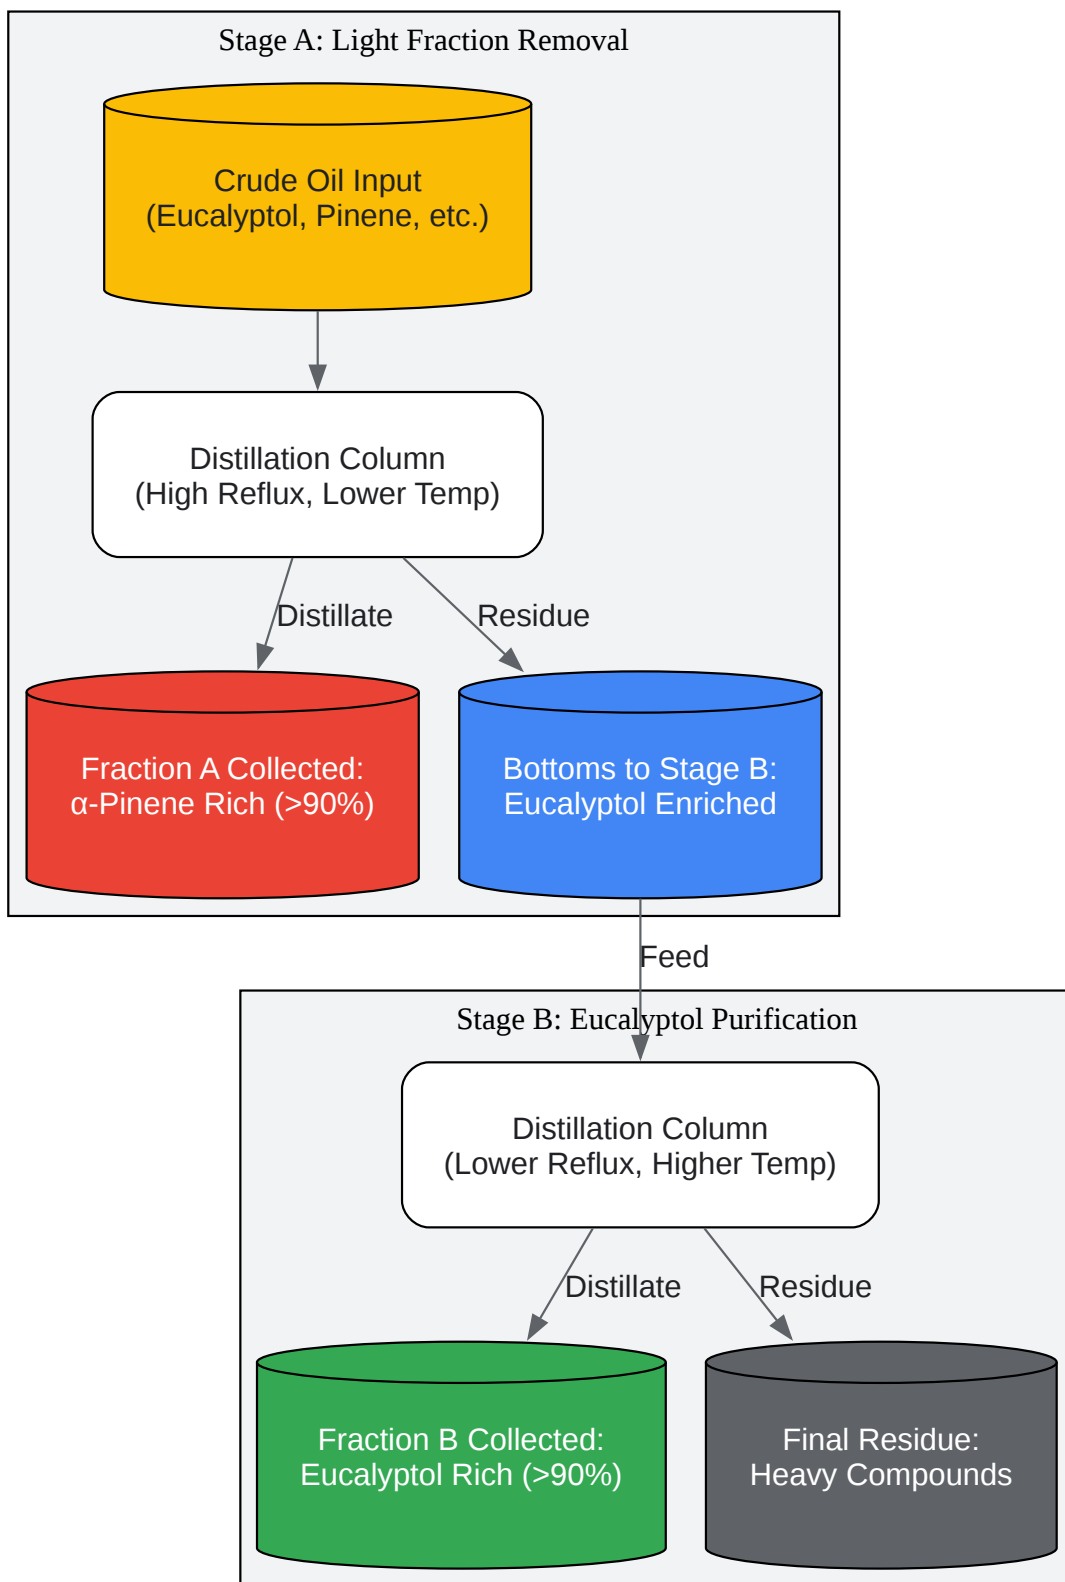 Stage A: Light Fraction Removal
Crude Oil Input
(Eucalyptol, Pinene, etc.)
Distillation Column
(High Reflux, Lower Temp)
Distillate
Residue
Fraction A Collected:
α-Pinene Rich (>90%)
Bottoms to Stage B:
Eucalyptol Enriched
Feed
Stage B: Eucalyptol Purification
Distillation Column
(Lower Reflux, Higher Temp)
Distillate
Residue
Fraction B Collected:
Eucalyptol Rich (>90%)
Final Residue:
Heavy Compounds